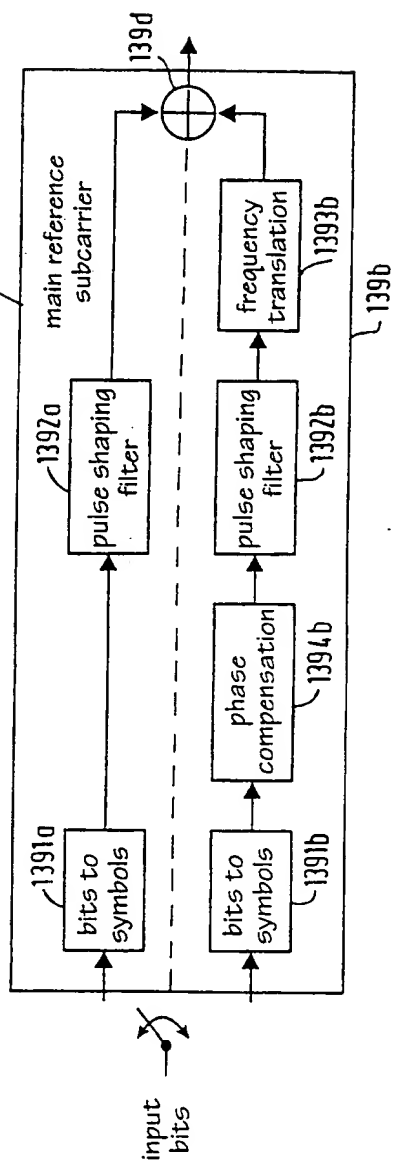 input
bits
1391a
bits to
symbols
1392a
pulse shaping
filter
main reference
subcarrier
139d
bits to
symbols
1391b
phase
compensation
1394b
pulse shaping
filter
1392b
frequency
translation
1393b
139b